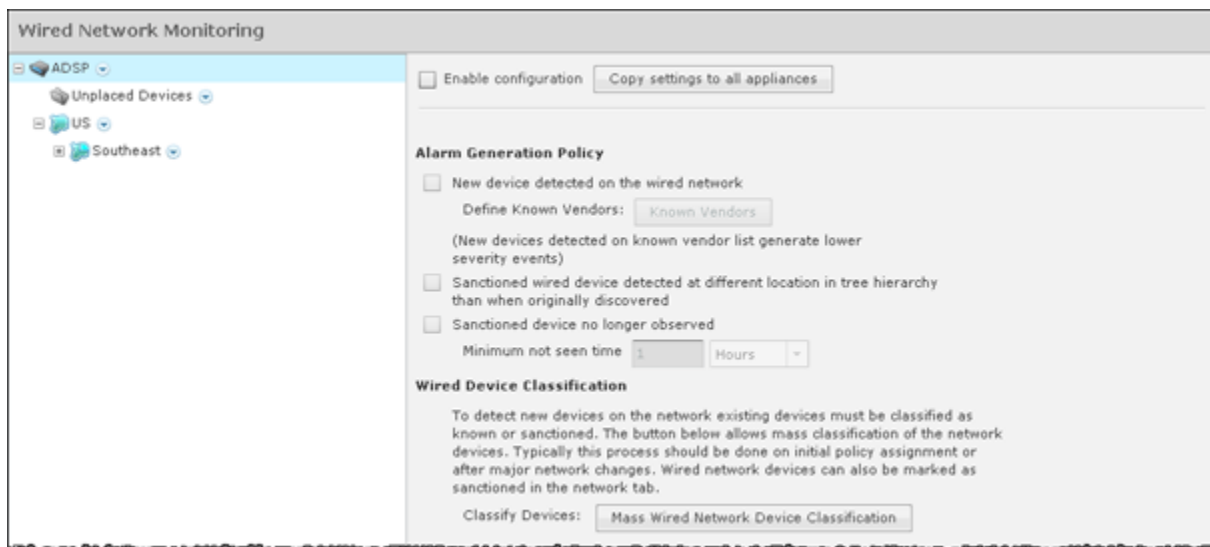 Wired Network Monitoring
ADSP
Unplaced Devices
US
Southeast
Enable configuration Copy settings to all appliances
Alarm Generation Policy
New device detected on the wired network
Define Known Vendors: Known Vendors
(New devices detected on known vendor list generate lower
severity events)
Sanctioned wired device detected at different location in tree hierarchy
than when originally discovered
Sanctioned device no longer observed
Minimum not seen time 1 Hours
Wired Device Classification
To detect new devices on the network existing devices must be classified as
known or sanctioned. The button below allows mass classification of the network
devices. Typically this process should be done on initial policy assignment or
after major network changes. Wired network devices can also be marked as
sanctioned in the network tab.
Classify Devices: Mass Wired Network Device Classification